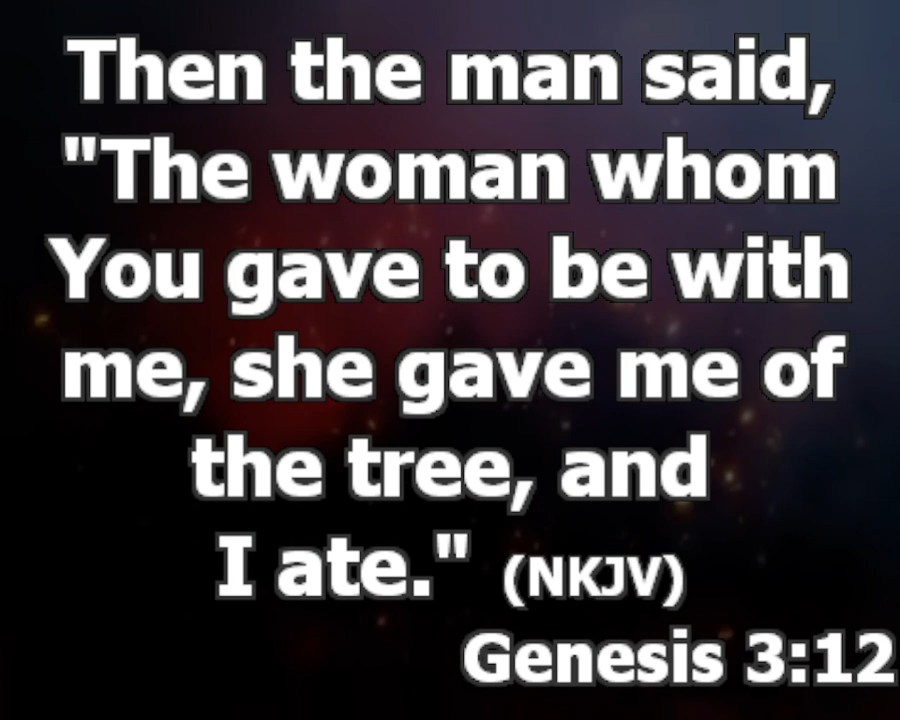 Then the man said,
"The woman whom
You gave to be with
me, she gave me of
the tree, and
I ate." (NKJV)
Genesis 3:12